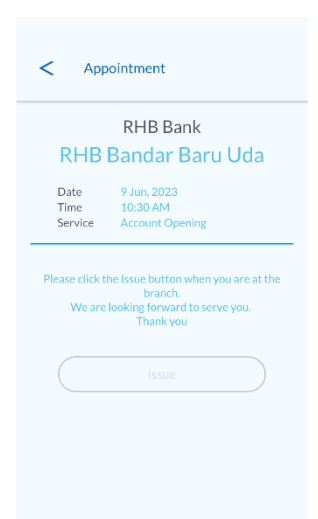 Appointment
RHB Bank
RHB Bandar Baru Uda
Date 9 Jun, 2023
Time 10:30 AM
Service Account Opening
Please click the Issue button when you are at the
branch.
We are looking forward to serve you.
Thank you
Issue